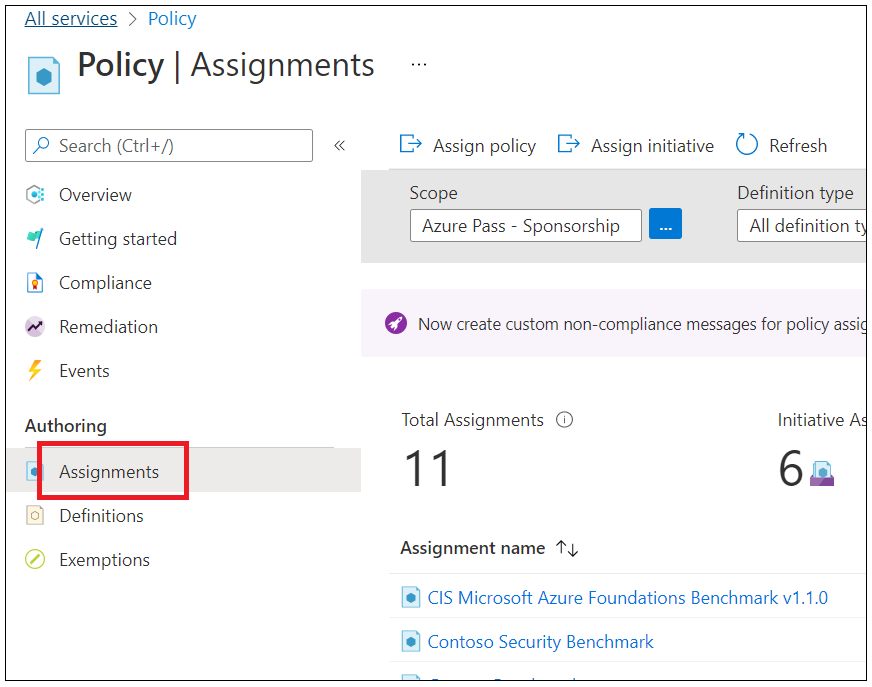 All services > Policy
Policy | Assignments ...
Search (Ctrl+/) «
Assign policy Assign initiative Refresh
Overview
Getting started
Compliance
Remediation
Events
Authoring
Assignments
Definitions
Exemptions
Scope Definition type
Azure Pass - Sponsorship ... All definition ty
Now create custom non-compliance messages for policy assig
Total Assignments Initiative As
11 6
Assignment name ↑↓
CIS Microsoft Azure Foundations Benchmark v1.1.0
Contoso Security Benchmark